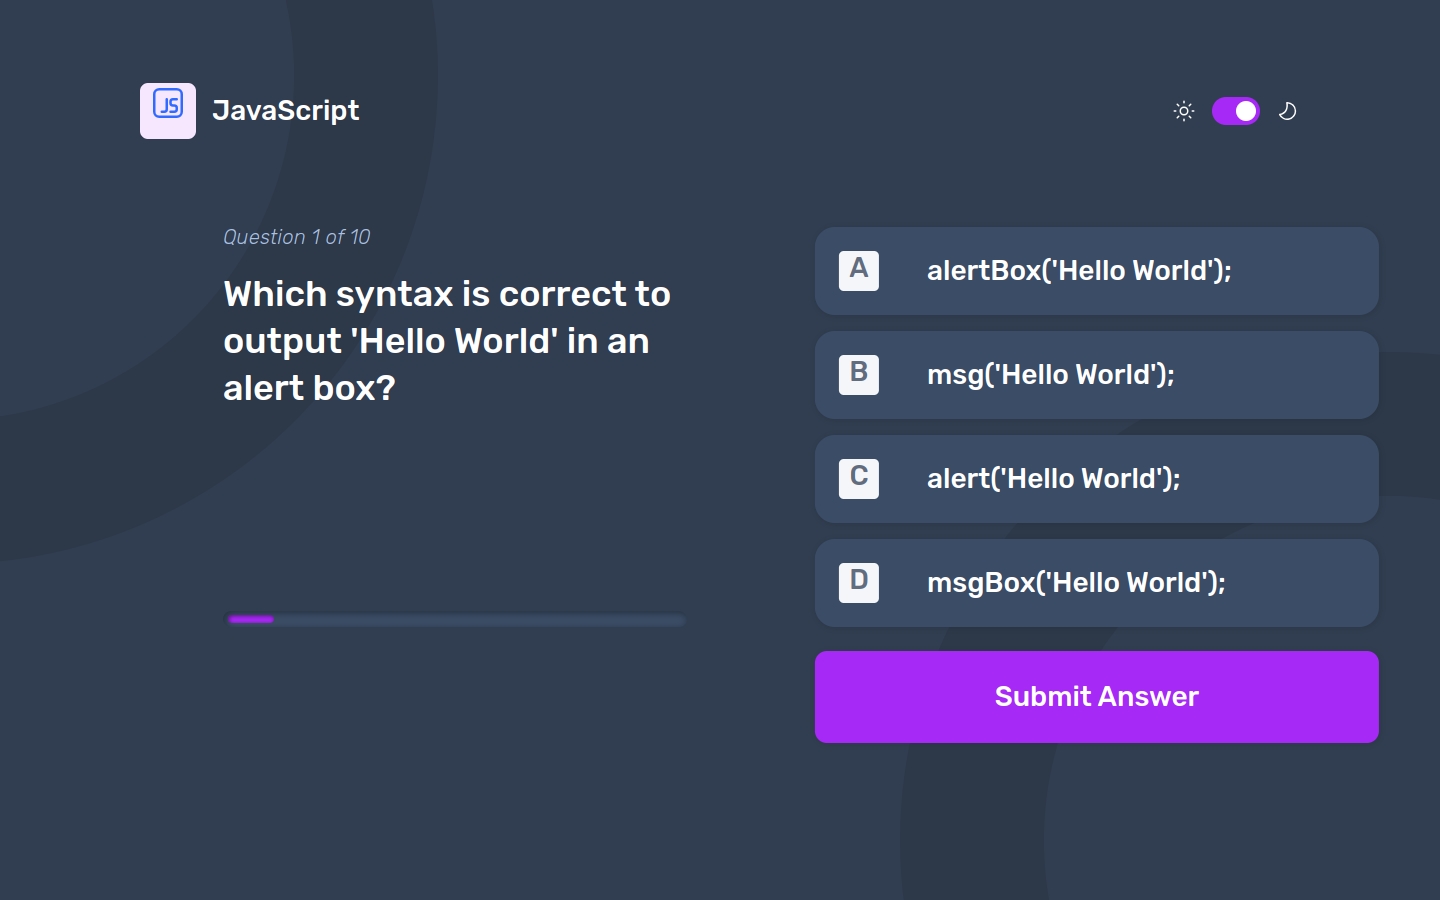 JS
JavaScript
Question 1 of 10
Which syntax is correct to
output 'Hello World' in an
alert box?
A
alertBox('Hello World');
B
msg('Hello World');
C
alert('Hello World');
D
msgBox('Hello World');
Submit Answer